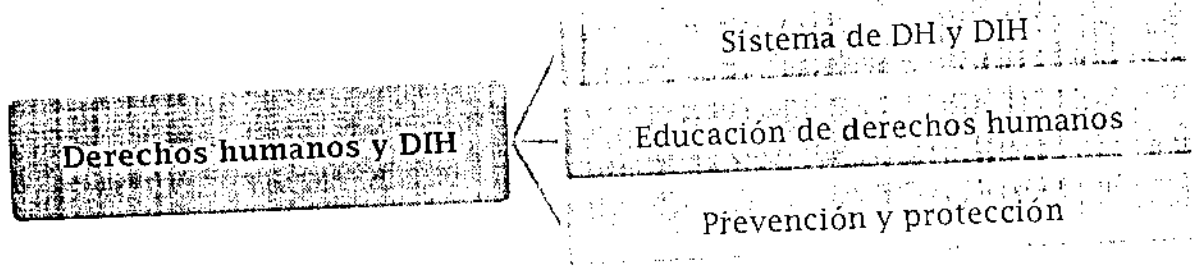 Derechos humanos y DIH
Sistema de DH y DIH
Educación de derechos humanos
Prevención y protección